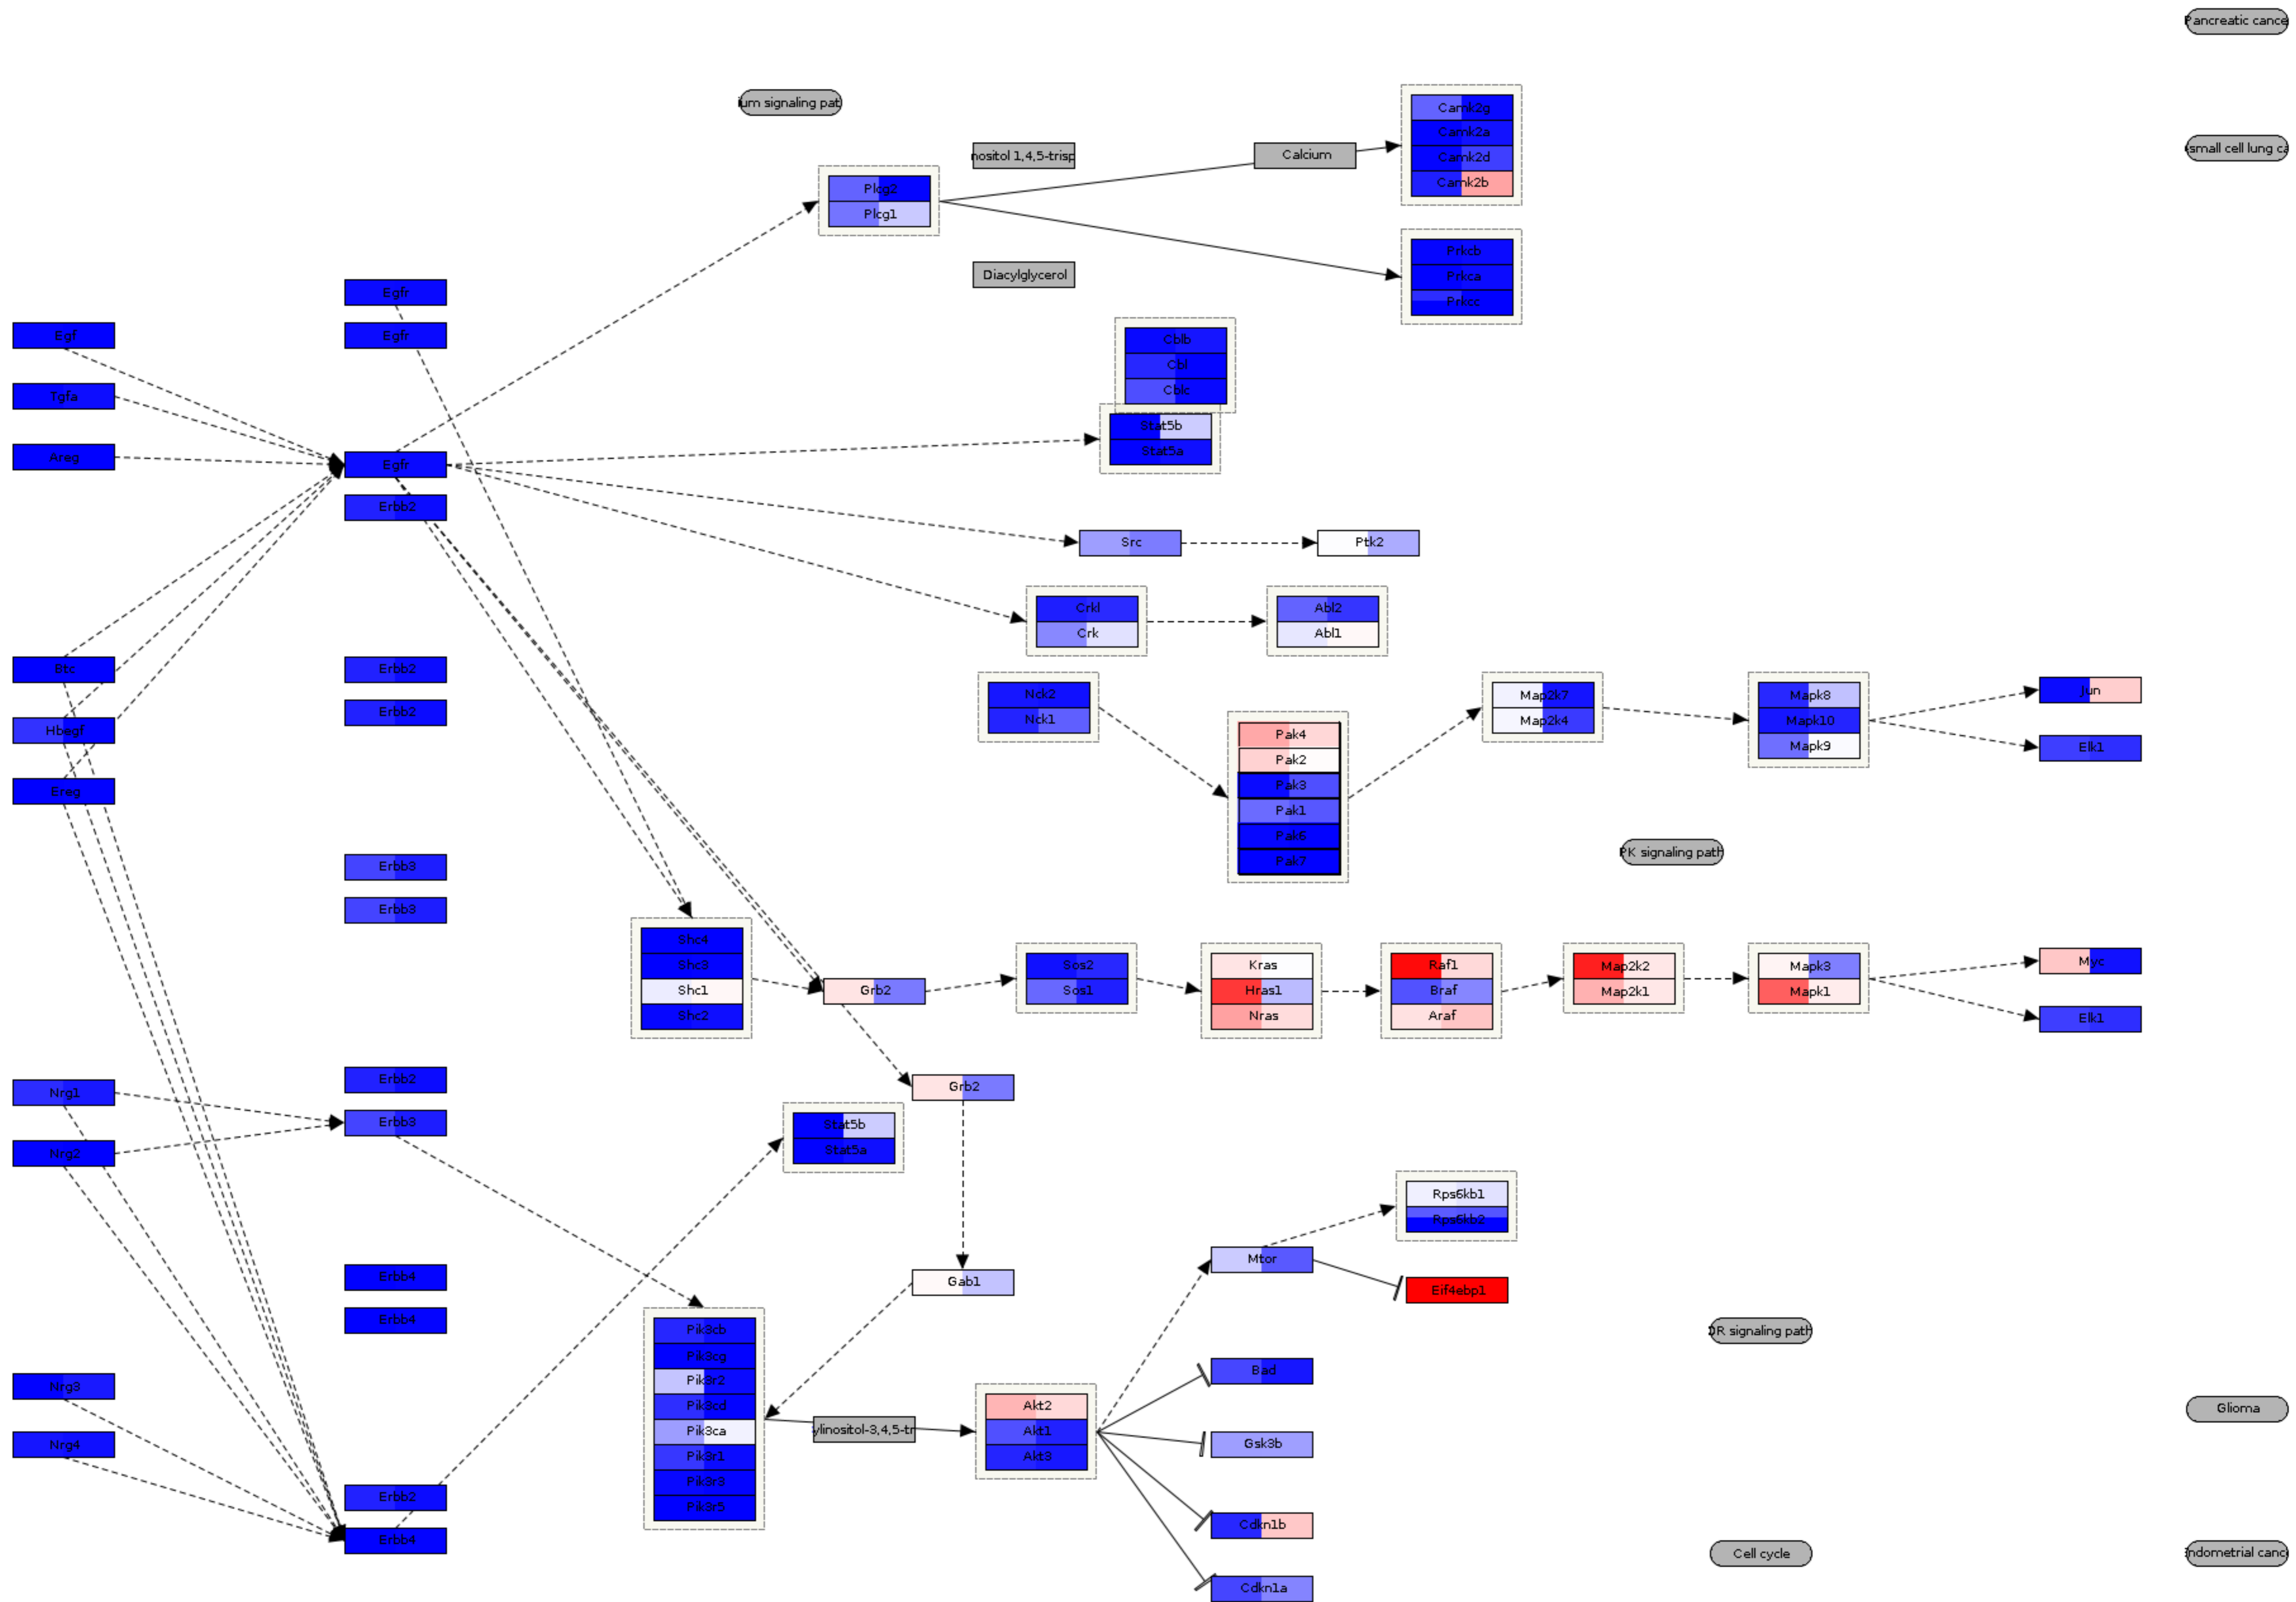 Pancreatic cance
um signaling pat
Camk2g
Camk2a
Camk2d
Camk2b
nositol 1,4,5-trisp
Calcium
small cell lung ca
Plcg2
Plcg1
Prkcb
Prkca
Prkcc
Diacylglycerol
Egfr
Egf
Egfr
Cblb
Cbl
Cblc
Tgfa
Stat5b
Stat5a
Areg
Egfr
Erbb2
Src
Ptk2
Crkl
Crk
Abl2
Abl1
Btc
Erbb2
Nck2
Nck1
Map2k7
Map2k4
Mapk8
Mapk10
Mapk9
Jun
Erbb2
Hbegf
Pak4
Pak2
Pak3
Pak1
Pak6
Pak7
Elk1
Ereg
Erbb3
PK signaling path
Erbb3
Shc4
Shc3
Shc1
Shc2
Grb2
Sos2
Sos1
Kras
Hras1
Nras
Raf1
Braf
Araf
Map2k2
Map2k1
Mapk3
Mapk1
Myc
Elk1
Nrg1
Erbb2
Grb2
Erbb3
Stat5b
Stat5a
Nrg2
Rps6kb1
Rps6kb2
Mtor
Erbb4
Gab1
Eif4ebp1
Erbb4
Pik3cb
Pik3cg
Pik3r2
Pik3cd
Pik3ca
Pik3r1
Pik3r3
Pik3r5
OR signaling path
Bad
Nrg3
Akt2
Akt1
Akt3
Glioma
ylinositol-3,4,5-tr
Nrg4
Gsk3b
Erbb2
Cdkn1b
Erbb4
Cell cycle
Endometrial cance
Cdkn1a